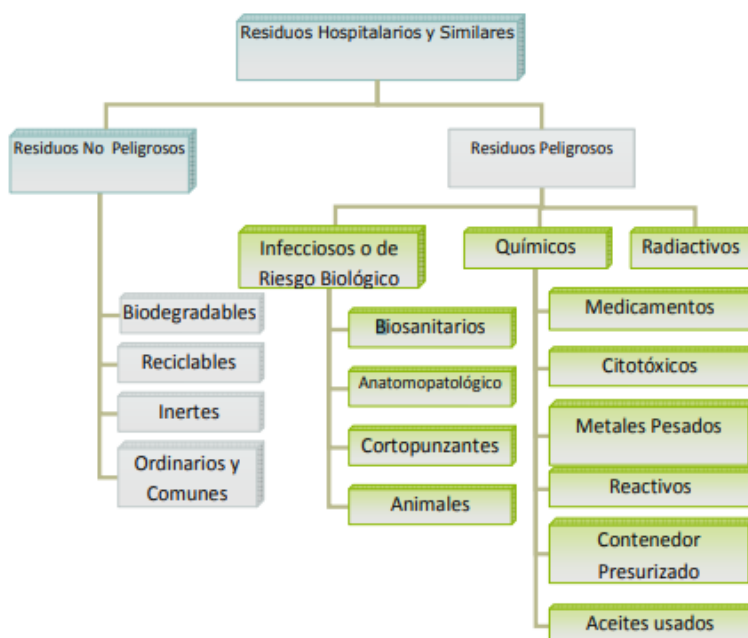 Residuos Hospitalarios y Similares
Residuos No Peligrosos
Residuos Peligrosos
Infecciosos o de
Riesgo Biológico
Químicos
Radiactivos
Biodegradables
Reciclables
Inertes
Ordinarios y
Comunes
Biosanitarios
Anatomopatológico
Cortopunzantes
Animales
Medicamentos
Citotóxicos
Metales Pesados
Reactivos
Contenedor
Presurizado
Aceites usados